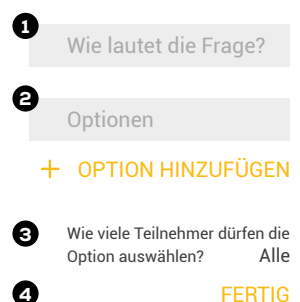 1
Wie lautet die Frage?
2
Optionen
+ OPTION HINZUFÜGEN
3 Wie viele Teilnehmer dürfen die
Option auswählen? Alle
4 FERTIG